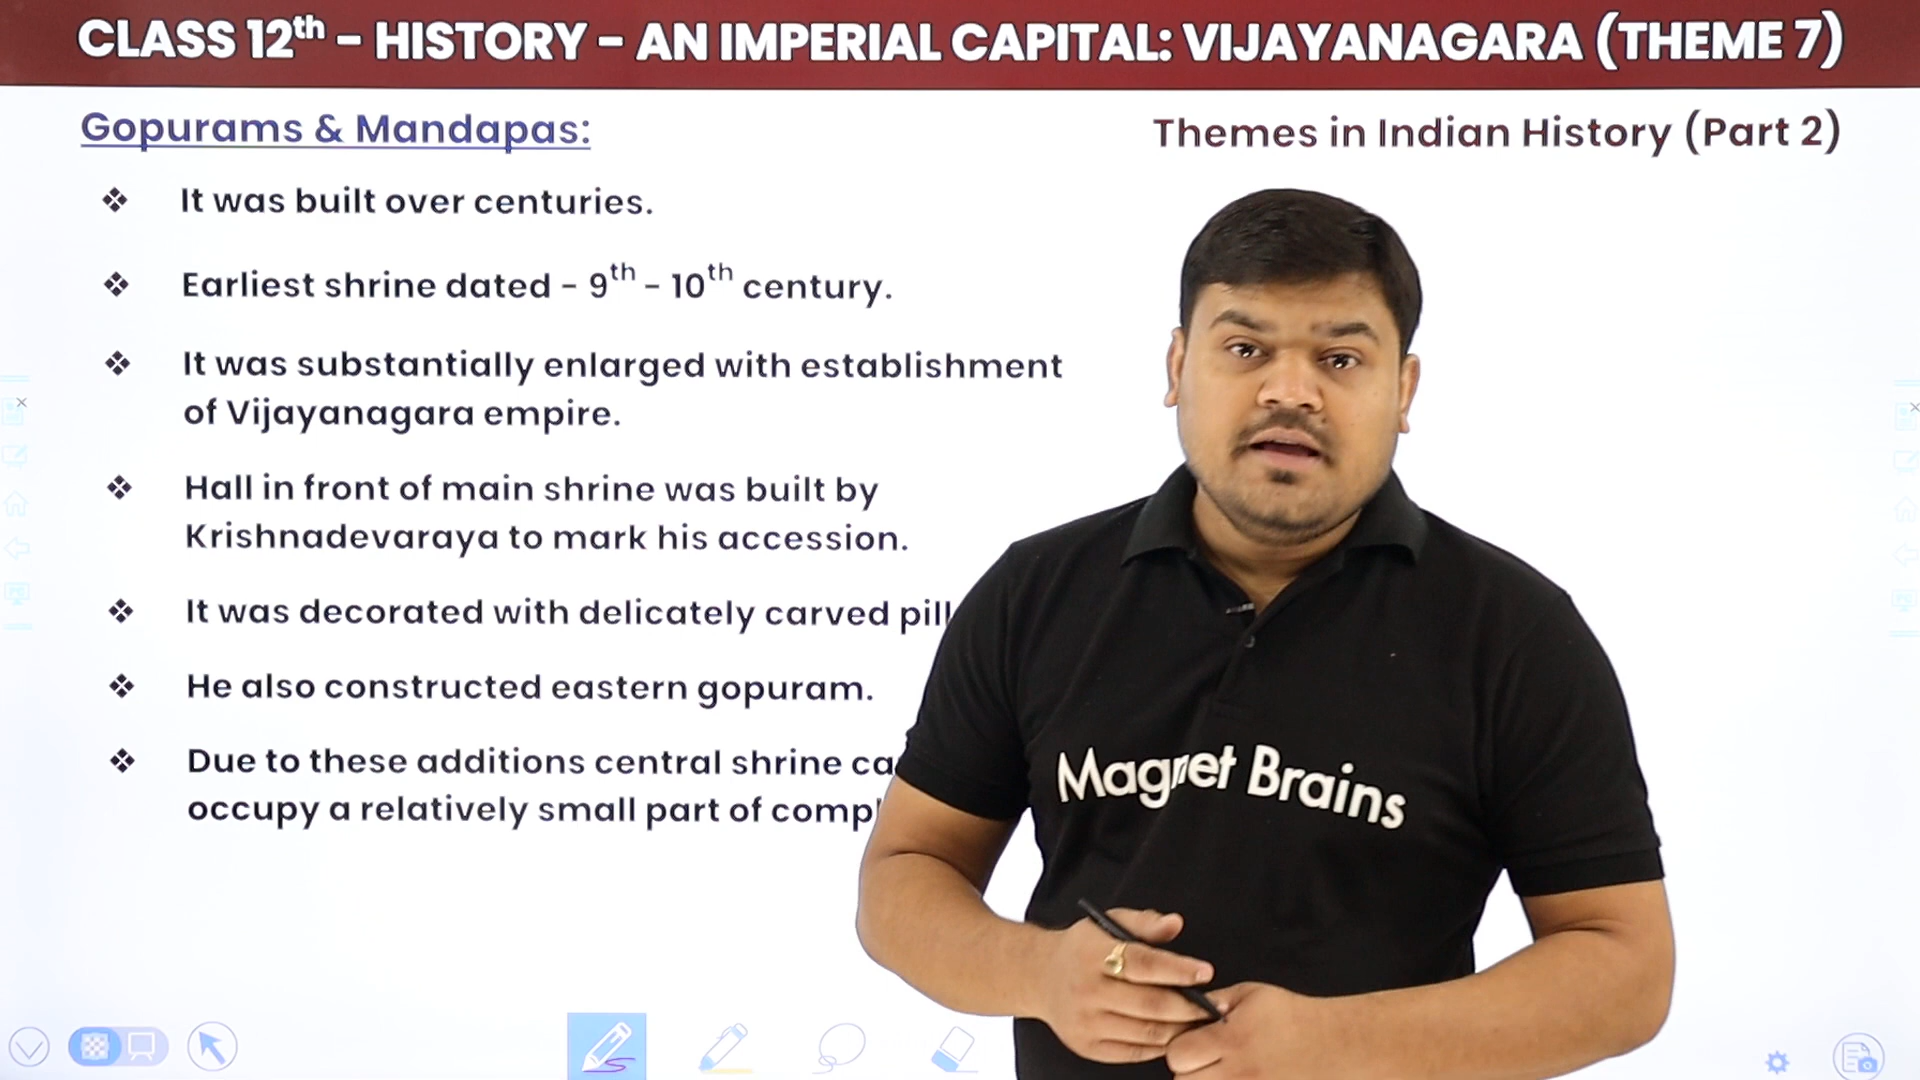 CLASS 12th - HISTORY - AN IMPERIAL CAPITAL: VIJAYANAGARA (THEME 7)
Gopurams & Mandapas:
Themes in Indian History (Part 2)
❖ It was built over centuries.
❖ Earliest shrine dated - 9th - 10th century.
❖ It was substantially enlarged with establishment
of Vijayanagara empire.
❖ Hall in front of main shrine was built by
Krishnadevaraya to mark his accession.
❖ It was decorated with delicately carved
❖ He also constructed eastern gopuram.
❖ Due to these additions central shrine
occupy a relatively small part of
Magnet Brains